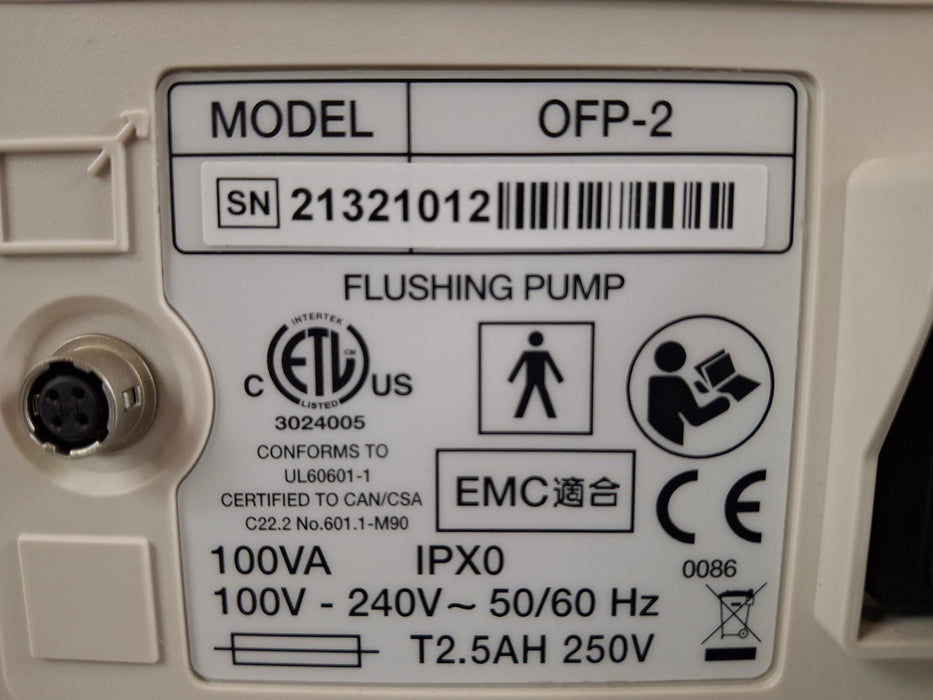 MODEL OFP-2
SN 21321012
FLUSHING PUMP
INTERTEK
C ETL CM US
LISTED
3024005
CONFORMS TO
UL60601-1
CERTIFIED TO CAN/CSA
C22.2 No.601.1-M90
EMC適合
CE
0086
100VA IPX0
100V - 240V~ 50/60 Hz
T2.5AH 250V